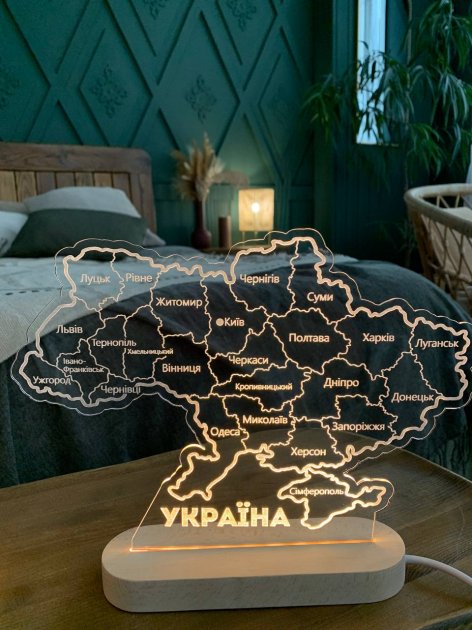 Луцьк
Рівне
Чернігів
Суми
Житомир
Київ
Львів
Тернопіль
Хмельницький
Полтава
Харків
Луганськ
Івано-
Франківськ
Вінниця
Черкаси
Ужгород
Чернівці
Кропивницький
Дніпро
Донецьк
Миколаїв
Одеса
Запоріжжя
Херсон
Сімферополь
УКРАЇНА